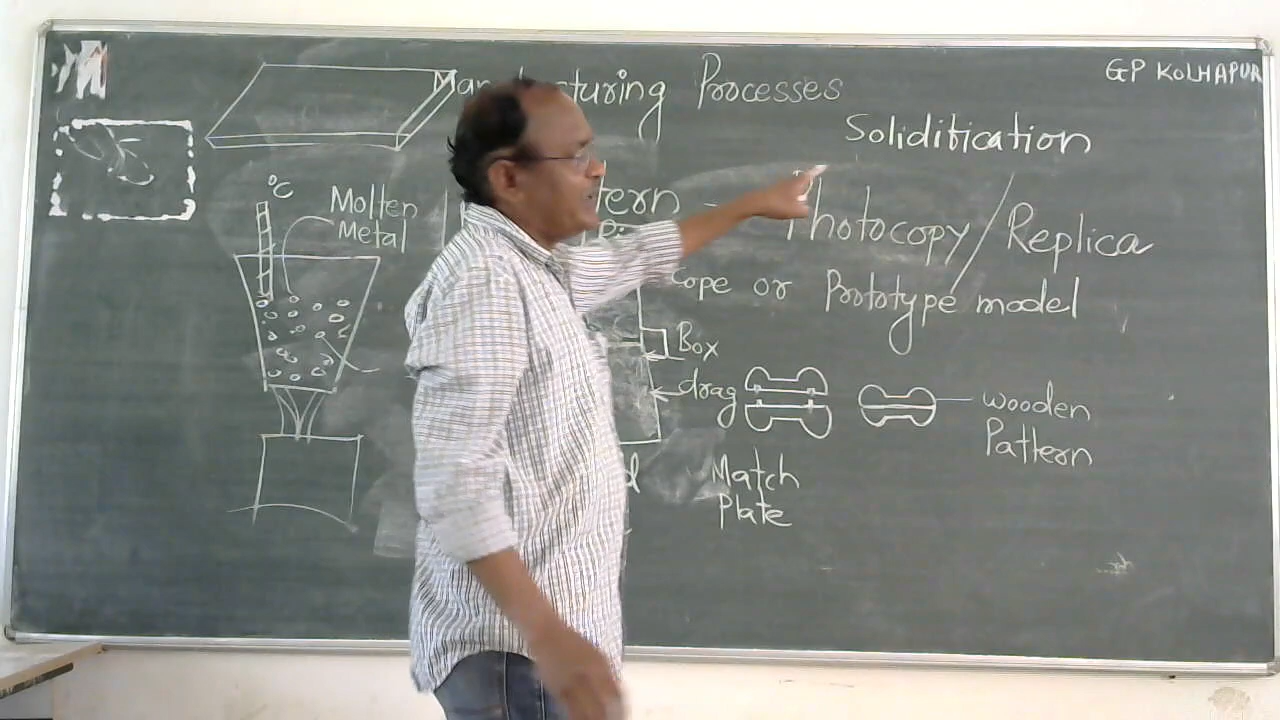 GP KOLHAPUR
Manufacturing Processes
Soliditication
°C
Molten
Metal
tern - Photocopy/Replica
Cope or Prototype model
Box
drag
wooden
Pattern
Match
Plate